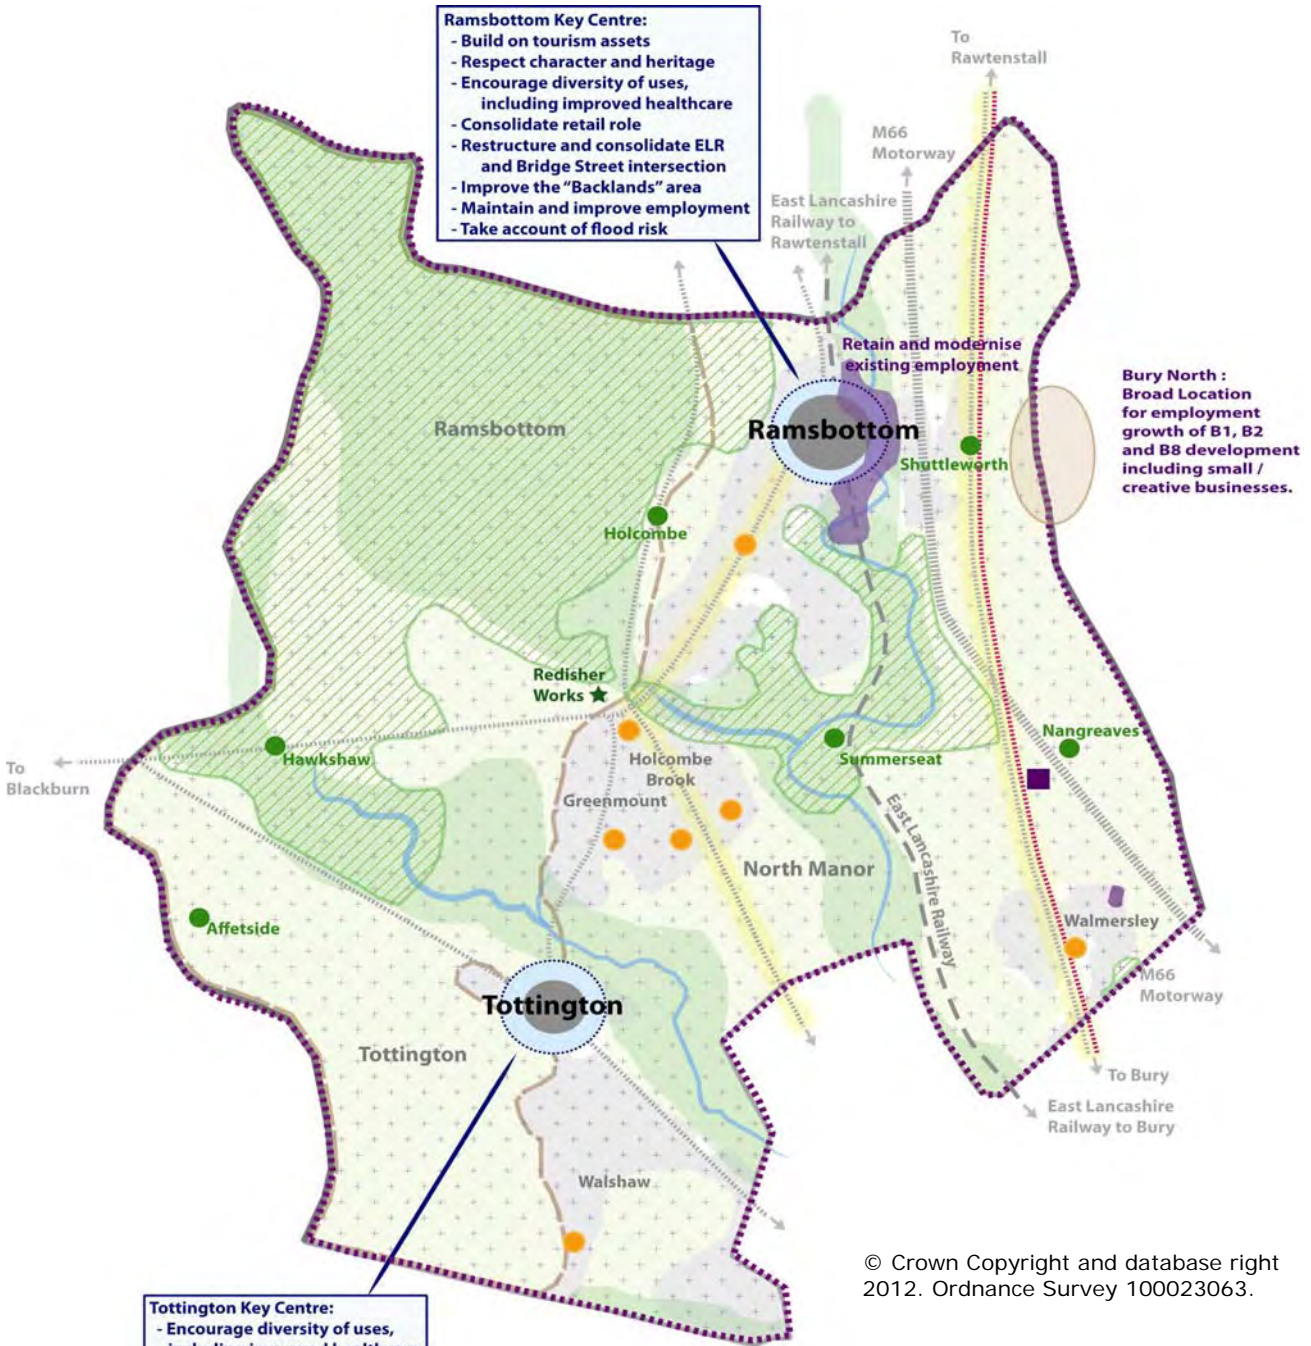 Ramsbottom Key Centre:
- Build on tourism assets
- Respect character and heritage
- Encourage diversity of uses,
including improved healthcare
- Consolidate retail role
- Restructure and consolidate ELR
and Bridge Street intersection
- Improve the "Backlands" area
- Maintain and improve employment
- Take account of flood risk
To
Rawtenstall
M66
Motorway
East Lancashire
Railway to
Rawtenstall
Retain and modernise
existing employment
Bury North :
Broad Location
for employment
growth of B1, B2
and B8 development
including small /
creative businesses.
Ramsbottom
Ramsbottom
Shuttleworth
Holcombe
Redisher
Works
Nangreaves
Hawkshaw
Holcombe
Brook
Summerseat
To
Blackburn
Greenmount
East Lancashire Railway
North Manor
Affetside
Walmersley
M66
Motorway
Tottington
Tottington
To Bury
East Lancashire
Railway to Bury
Walshaw
© Crown Copyright and database right
2012. Ordnance Survey 100023063.
Tottington Key Centre:
- Encourage diversity of uses,